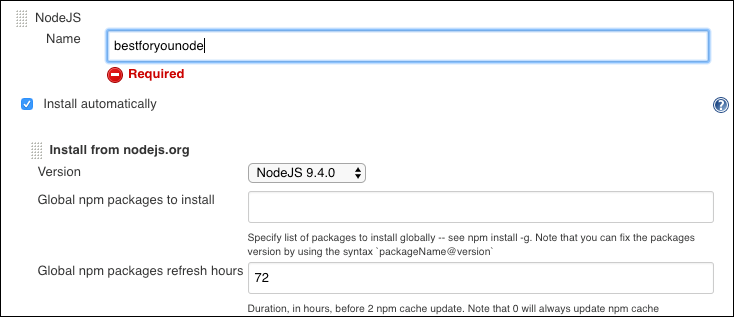 NodeJS
Name
bestforyounode
Required
Install automatically
?
Install from nodejs.org
Version
NodeJS 9.4.0
Global npm packages to install
Specify list of packages to install globally -- see npm install -g. Note that you can fix the packages
version by using the syntax `packageName@version`
Global npm packages refresh hours
72
Duration, in hours, before 2 npm cache update. Note that 0 will always update npm cache